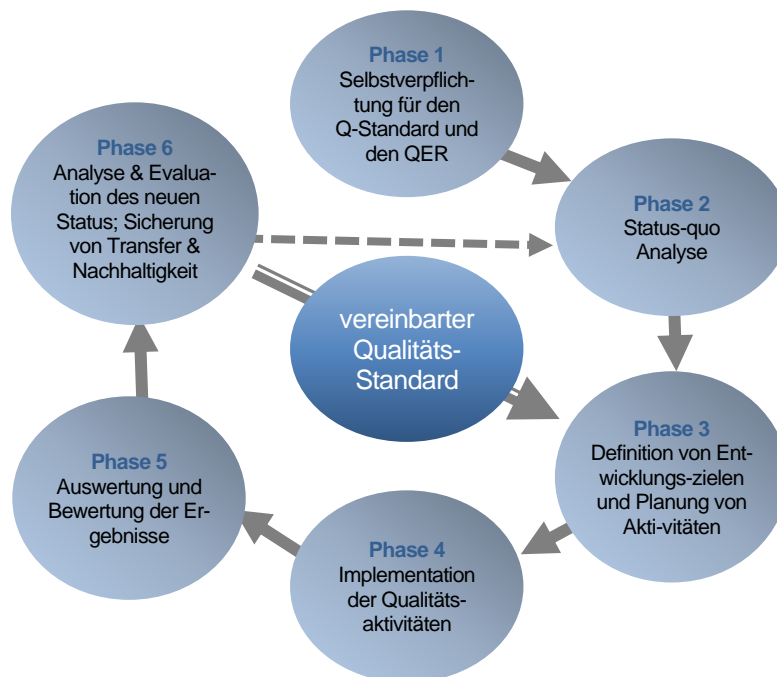 Phase 1
Selbstverpflich-
tung für den
Q-Standard und
den QER
Phase 2
Status-quo
Analyse
Phase 3
Definition von Ent-
wicklungs-zielen
und Planung von
Akti-vitäten
Phase 4
Implementation
der Qualitäts-
aktivitäten
Phase 5
Auswertung und
Bewertung der Er-
gebnisse
Phase 6
Analyse & Evalua-
tion des neuen
Status; Sicherung
von Transfer &
Nachhaltigkeit
vereinbarter
Qualitäts-
Standard